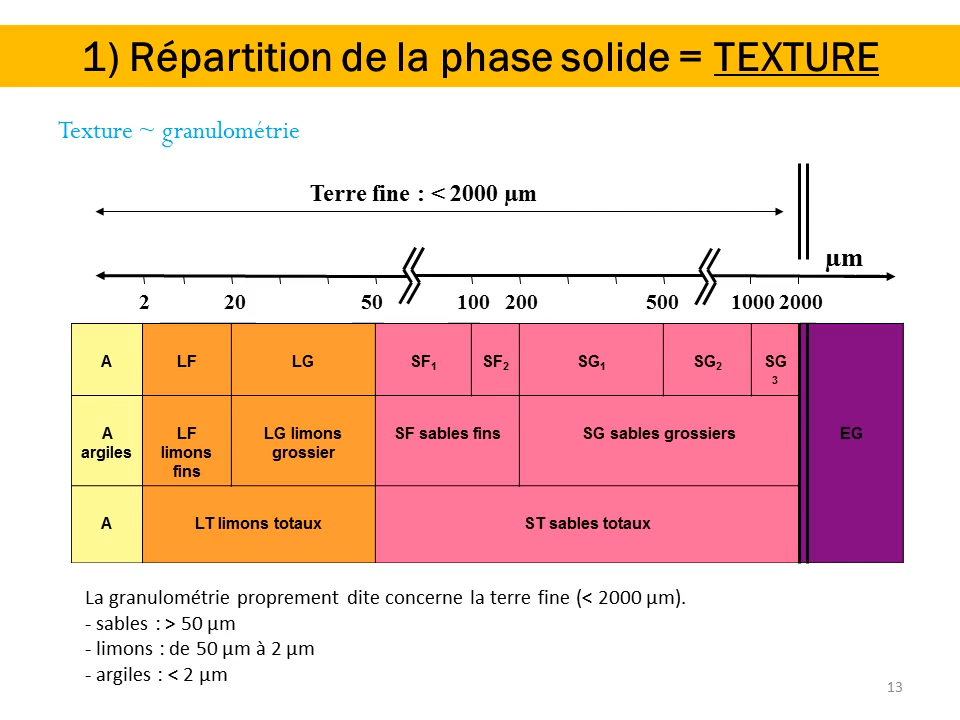 1) Répartition de la phase solide = TEXTURE
Texture ~ granulométrie
Terre fine : < 2000 µm
µm
2 20 50 100 200 500 1000 2000
A LF LG SF1 SF2 SG1 SG2 SG
3
A LF LG limons SF sables fins SG sables grossiers EG
argiles limons grossier
fins
A LT limons totaux ST sables totaux
La granulométrie proprement dite concerne la terre fine (< 2000 µm).
- sables : > 50 µm
- limons : de 50 µm à 2 µm
- argiles : < 2 µm
13